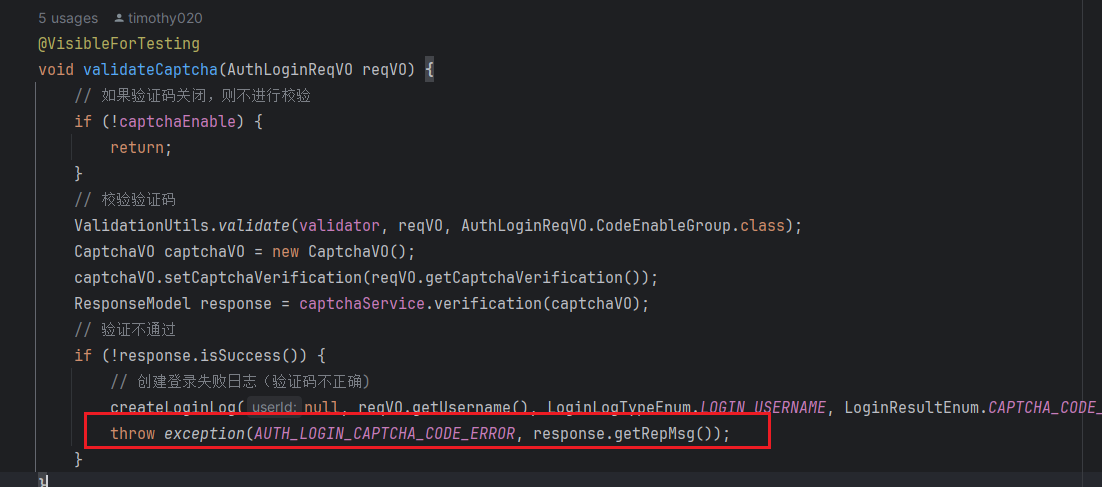 5 usages timothy020
@VisibleForTesting
void validateCaptcha(AuthLoginReqVO reqVO) {
// 如果验证码关闭，则不进行校验
if (!captchaEnable) {
return;
}
// 校验验证码
ValidationUtils.validate(validator, reqVO, AuthLoginReqVO.CodeEnableGroup.class);
CaptchaVO captchaVO = new CaptchaVO();
captchaVO.setCaptchaVerification(reqVO.getCaptchaVerification());
ResponseModel response = captchaService.verification(captchaVO);
// 验证不通过
if (!response.isSuccess()) {
// 创建登录失败日志（验证码不正确)
createLoginLog( userId: null, reqVO.getUsername(), LoginLogTypeEnum.LOGIN_USERNAME, LoginResultEnum.CAPTCHA_CODE_
throw exception(AUTH_LOGIN_CAPTCHA_CODE_ERROR, response.getRepMsg());
}
}